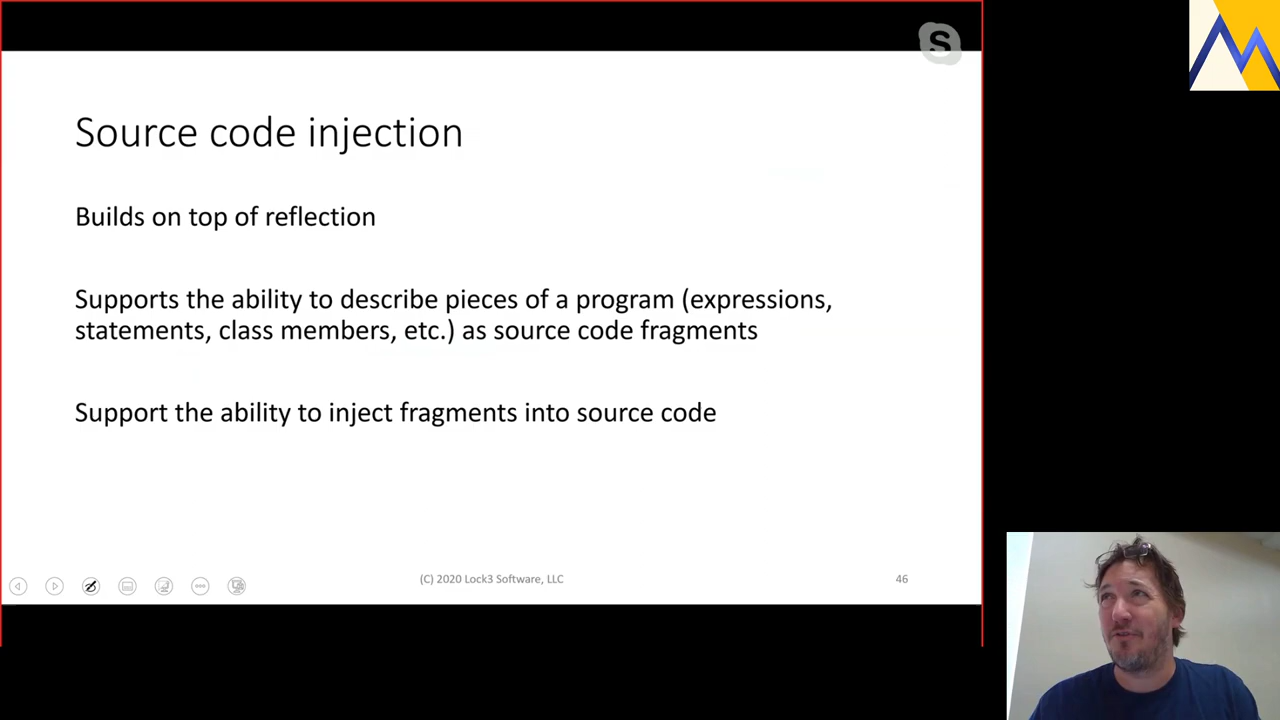 S
Source code injection
Builds on top of reflection
Supports the ability to describe pieces of a program (expressions,
statements, class members, etc.) as source code fragments
Support the ability to inject fragments into source code
(C) 2020 Lock3 Software, LLC
46